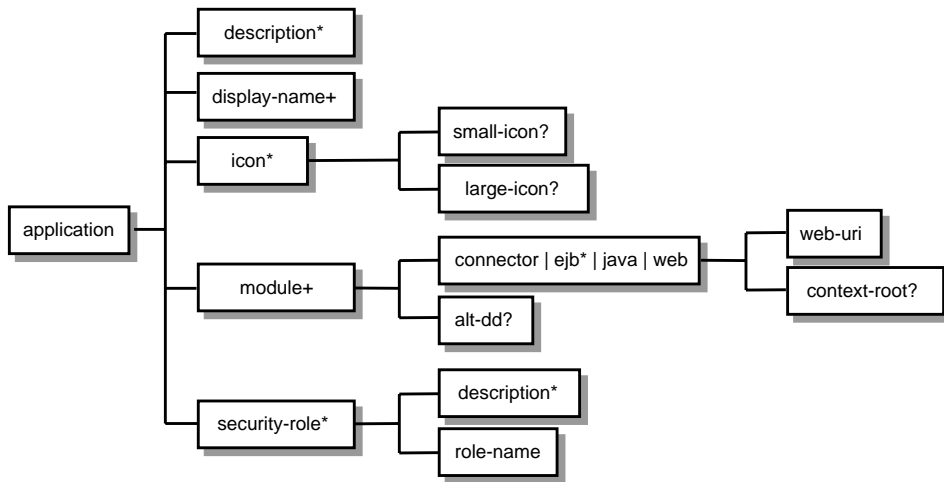 description*
display-name+
icon*
small-icon?
large-icon?
application
module+
connector | ejb* | java | web
web-uri
context-root?
alt-dd?
security-role*
description*
role-name